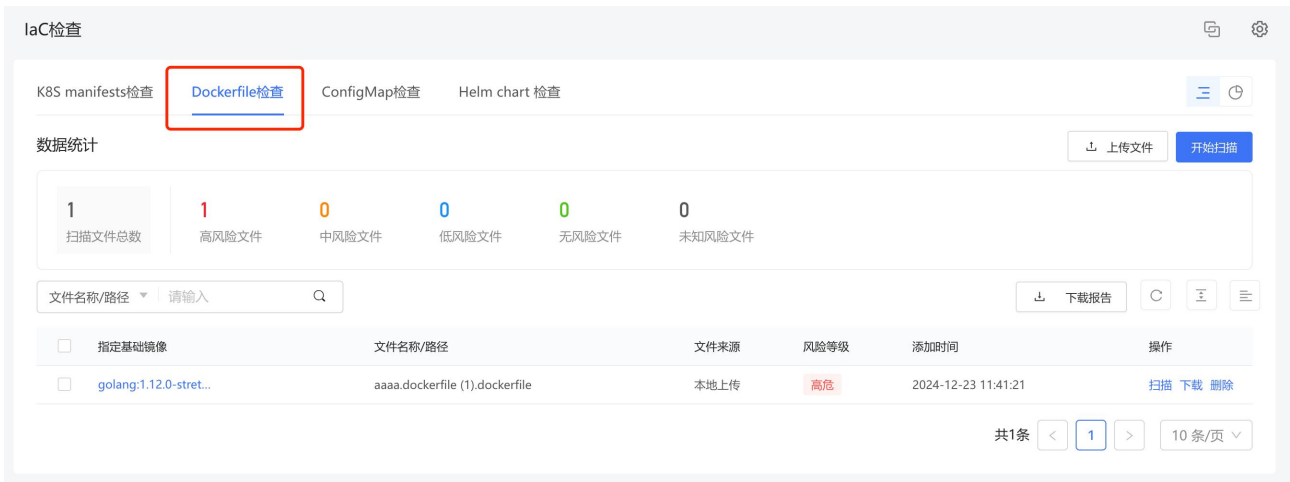 IaC检查
K8S manifests检查 Dockerfile检查 ConfigMap检查 Helm chart 检查
数据统计 上传文件 开始扫描
1 1 0 0 0 0
扫描文件总数 高风险文件 中风险文件 低风险文件 无风险文件 未知风险文件
文件名称/路径 请输入 下载报告
指定基础镜像 文件名称/路径 文件来源 风险等级 添加时间 操作
golang:1.12.0-stret... aaaa.dockerfile (1).dockerfile 本地上传 高危 2024-12-23 11:41:21 扫描 下载 删除
共1条 < 1 > 10 条/页